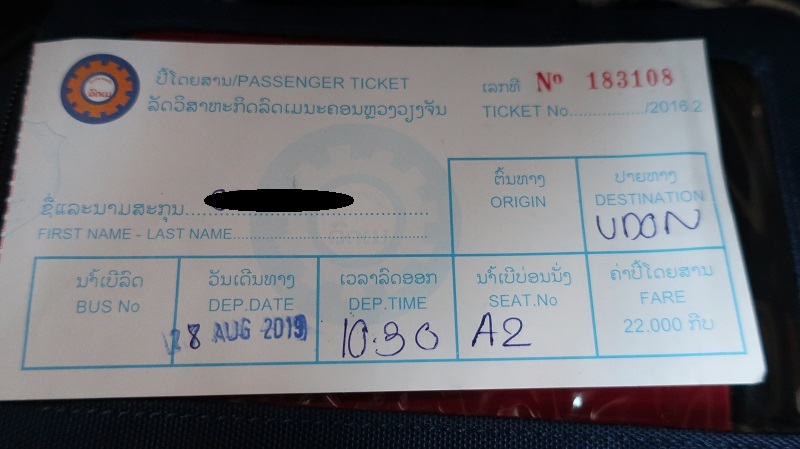 ລົດເມ
ປີ້ໂດຍສານ/PASSENGER TICKET
ລັດວິສາຫະກິດລົດເມນະຄອນຫຼວງວຽງຈັນ
ເລກທີ Nº 183108
TICKET No................../2016.2
ຊື່ແລະນາມສະກຸນ
FIRST NAME - LAST NAME
ຕົ້ນທາງ
ORIGIN
ປາຍທາງ
DESTINATION
UDON
ນໍາເບີລົດ
BUS No
ວັນເດີນທາງ
DEP.DATE
28 AUG 2019
ເວລາລົດອອກ
DEP.TIME
10:30
ນໍາເບີບ່ອນນັ່ງ
SEAT.No
A2
ຄ່າປີ້ໂດຍສານ
FARE
22.000 ກີບ